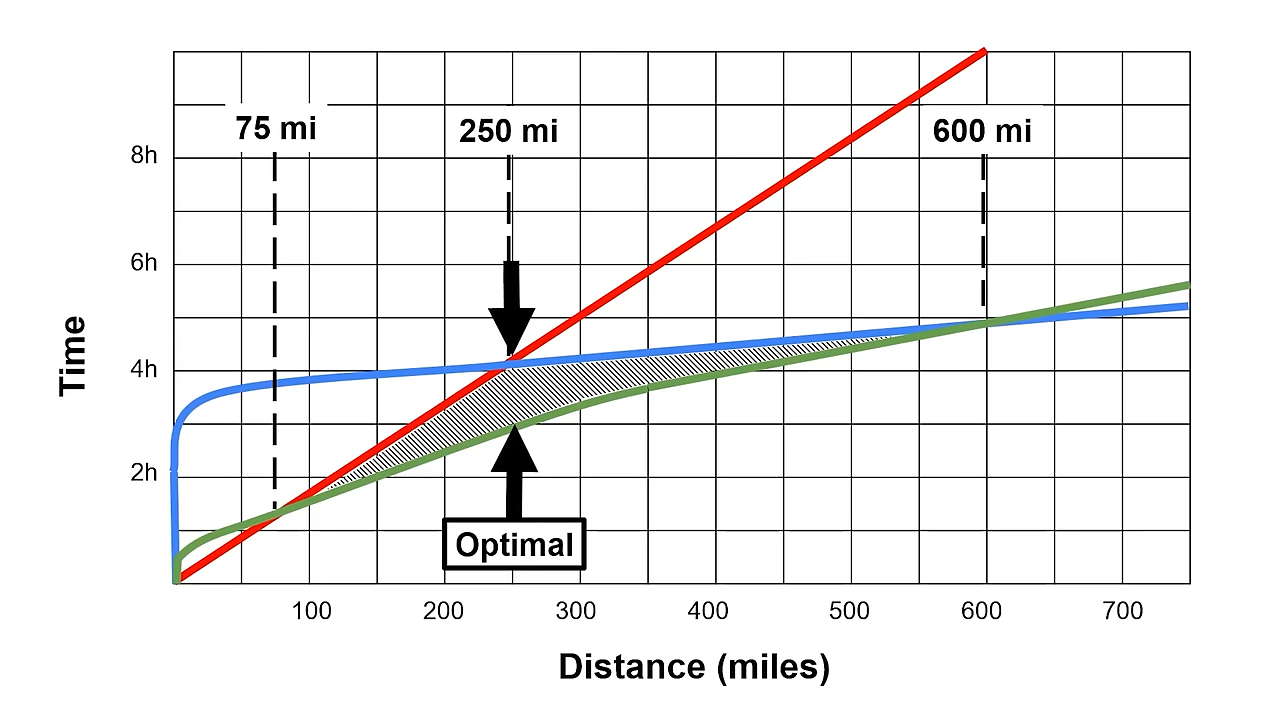 75 mi
250 mi
600 mi
8h
6h
4h
2h
Time
Optimal
100
200
300
400
500
600
700
Distance (miles)